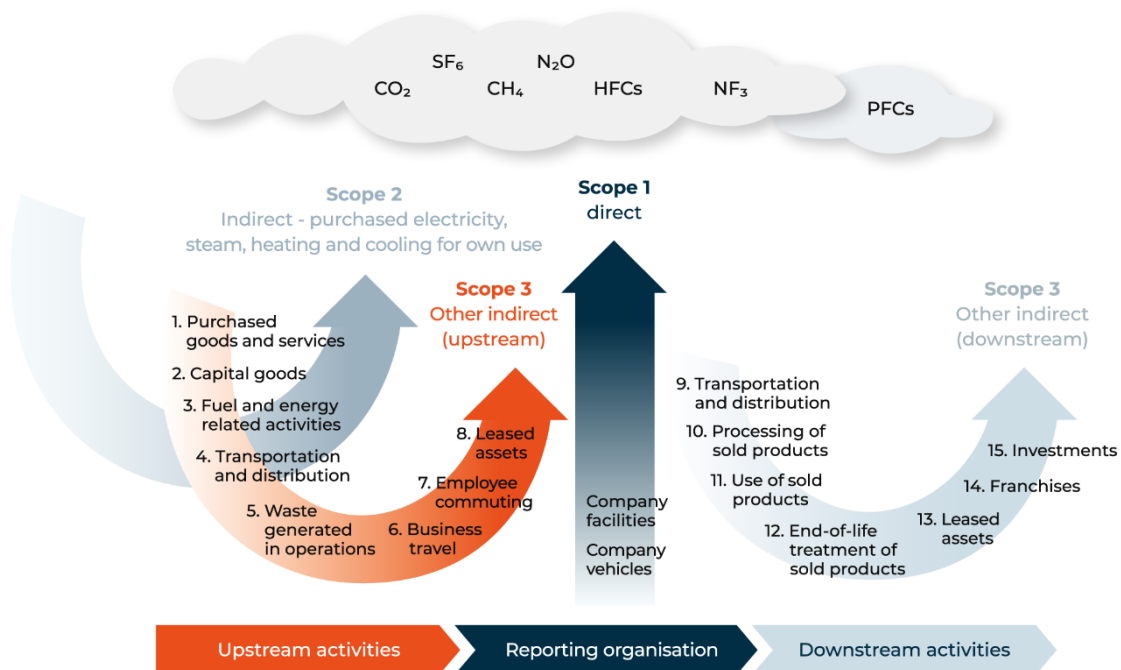 SF₆
N₂O
CO₂
CH₄
HFCs
NF₃
PFCs
Scope 2
Indirect - purchased electricity,
steam, heating and cooling for own use
Scope 1
direct
Scope 3
Other indirect
(upstream)
Scope 3
Other indirect
(downstream)
1. Purchased
goods and services
2. Capital goods
3. Fuel and energy
related activities
4. Transportation
and distribution
5. Waste
generated
in operations
6. Business
travel
7. Employee
commuting
8. Leased
assets
Company
facilities
Company
vehicles
9. Transportation
and distribution
10. Processing of
sold products
11. Use of sold
products
12. End-of-life
treatment of
sold products
13. Leased
assets
14. Franchises
15. Investments
Upstream activities
Reporting organisation
Downstream activities